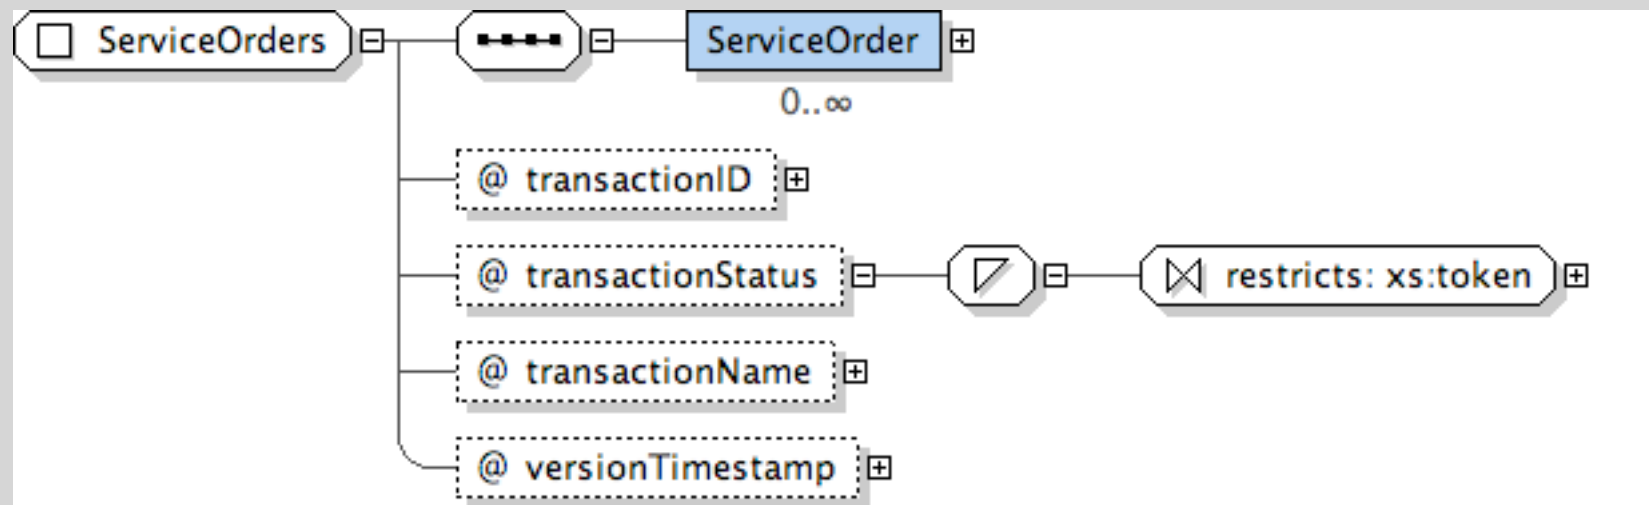 ServiceOrders ServiceOrder
0..∞
@ transactionID
@ transactionStatus restricts: xs:token
@ transactionName
@ versionTimestamp